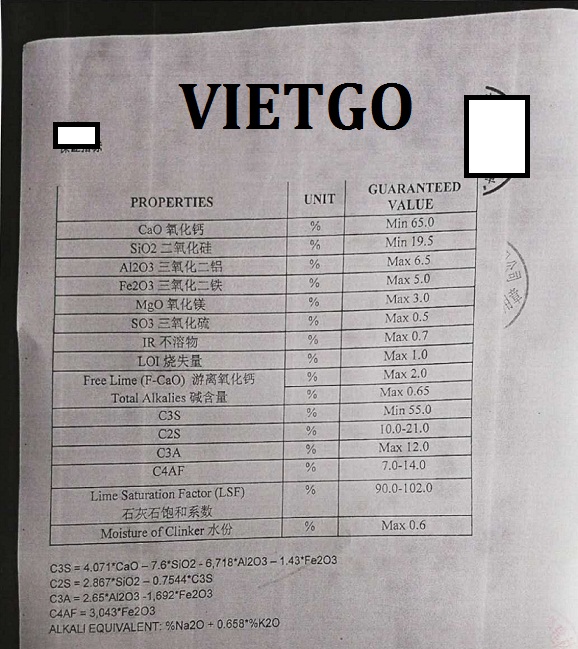 VIETGO
PROPERTIES UNIT GUARANTEED VALUE
CaO 氧化钙 % Min 65.0
SiO2 二氧化硅 % Min 19.5
Al2O3 三氧化二铝 % Max 6.5
Fe2O3 三氧化二铁 % Max 5.0
MgO 氧化镁 % Max 3.0
SO3 三氧化硫 % Max 0.5
IR 不溶物 % Max 0.7
LOI 烧失量 % Max 1.0
Free Lime (F-CaO) 游离氧化钙 % Max 2.0
Total Alkalies 碱含量 % Max 0.65
C3S % Min 55.0
C2S % 10.0-21.0
C3A % Max 12.0
C4AF % 7.0-14.0
Lime Saturation Factor (LSF) % 90.0-102.0
石灰石饱和系数
Moisture of Clinker 水份 % Max 0.6
C3S = 4.071*CaO – 7.6*SiO2 - 6,718*Al2O3 – 1.43*Fe2O3
C2S = 2.867*SiO2 – 0.7544*C3S
C3A = 2.65*Al2O3 -1,692*Fe2O3
C4AF = 3,043*Fe2O3
ALKALI EQUIVALENT: %Na2O + 0.658*%K2O